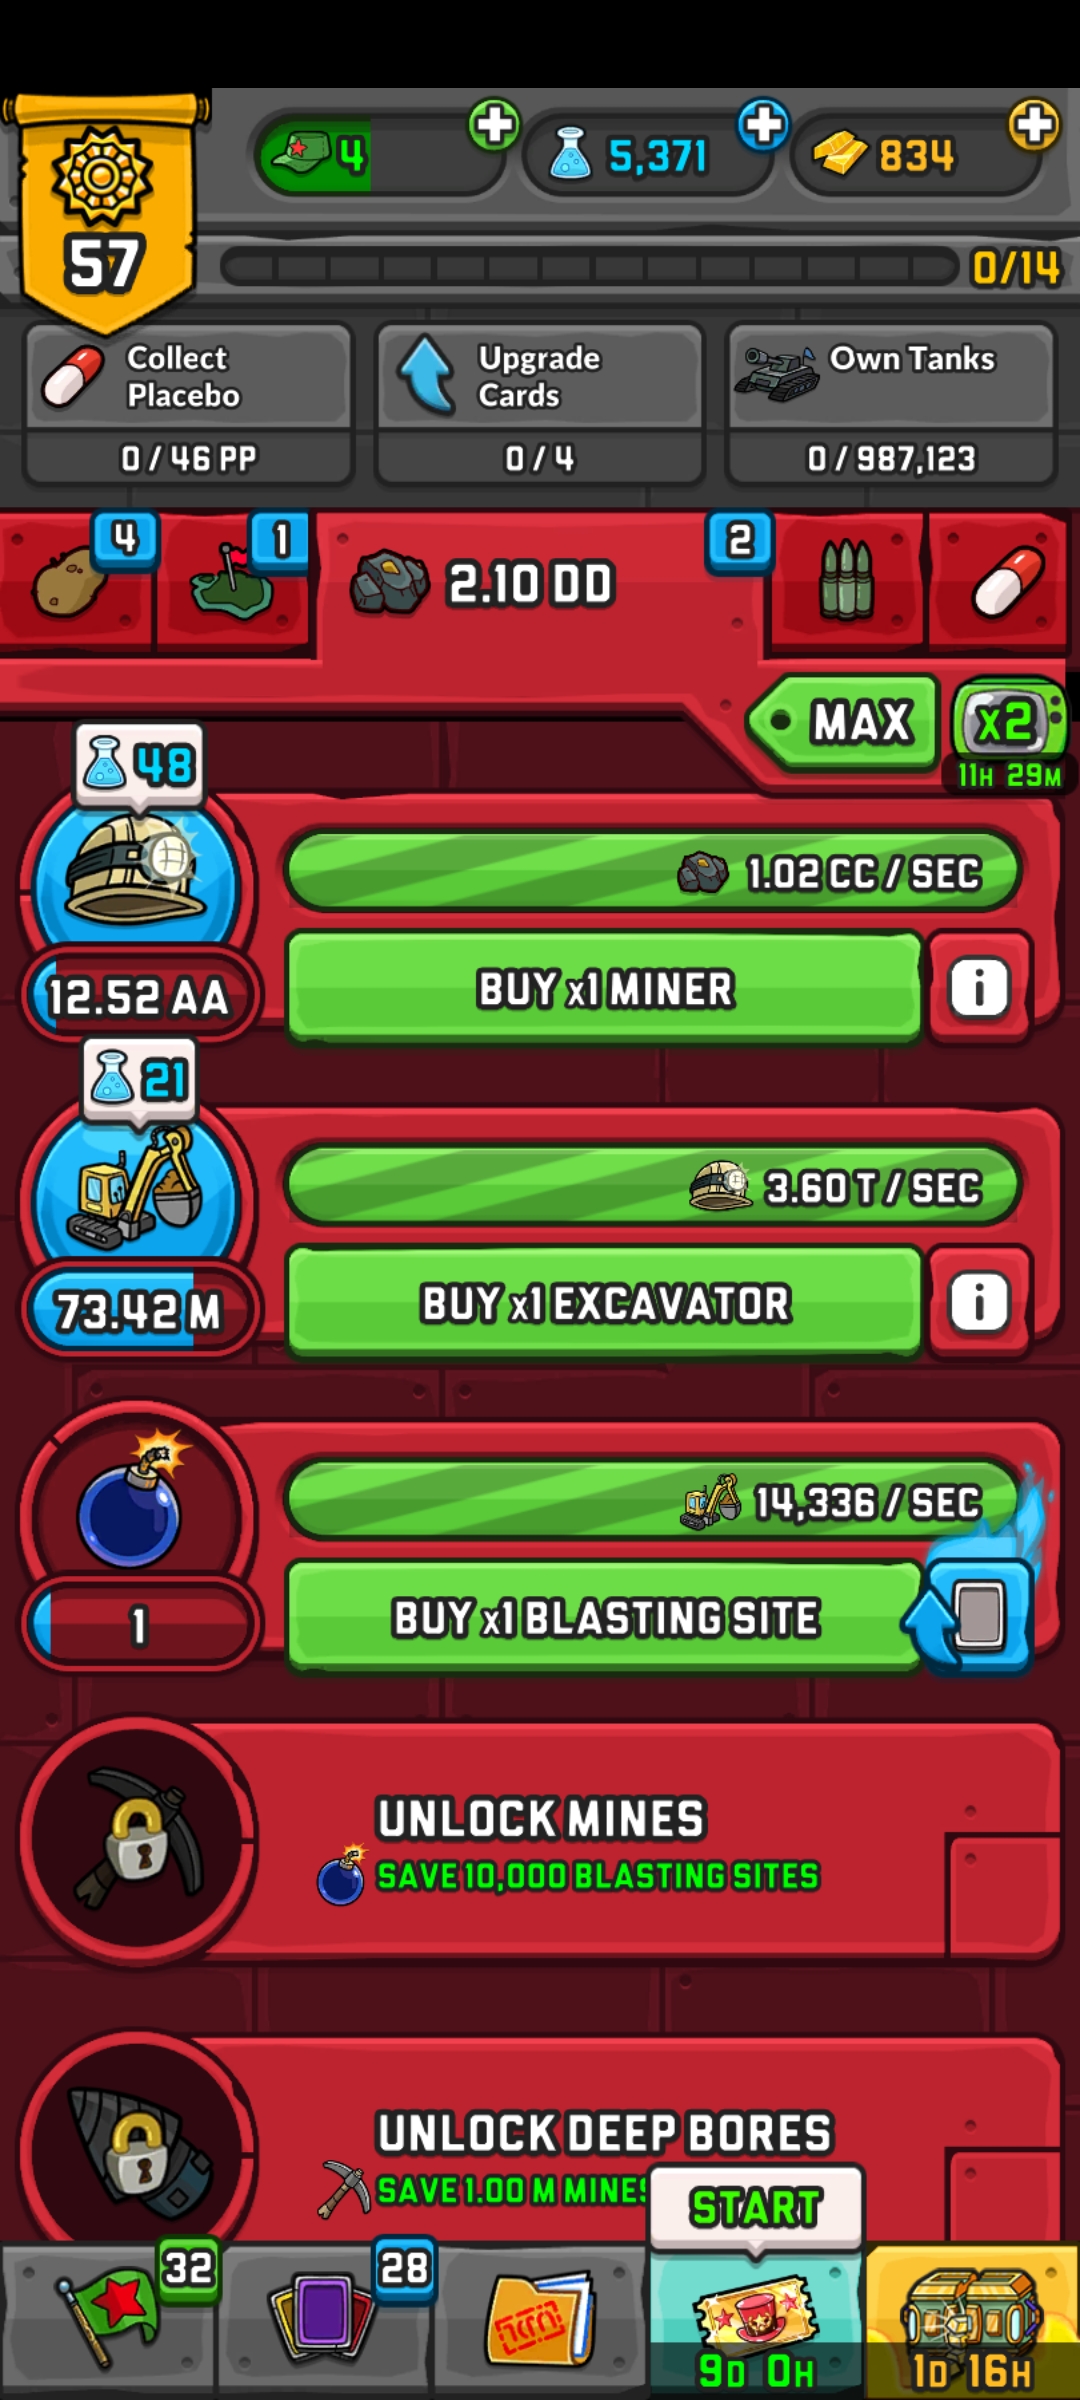 4
5,371
834
57
0/14
Collect
Placebo
0 / 46 PP
Upgrade
Cards
0 / 4
Own Tanks
0 / 987,123
4
1
2.10 DD
2
MAX
x2
11H 29M
48
1.02 CC / SEC
12.52 AA
BUY x1 MINER
i
21
3.60 T / SEC
73.42 M
BUY x1 EXCAVATOR
i
14,336 / SEC
1
BUY x1 BLASTING SITE
UNLOCK MINES
SAVE 10,000 BLASTING SITES
UNLOCK DEEP BORES
SAVE 1.00 M MINES
START
32
28
9D 0H
1D 16H